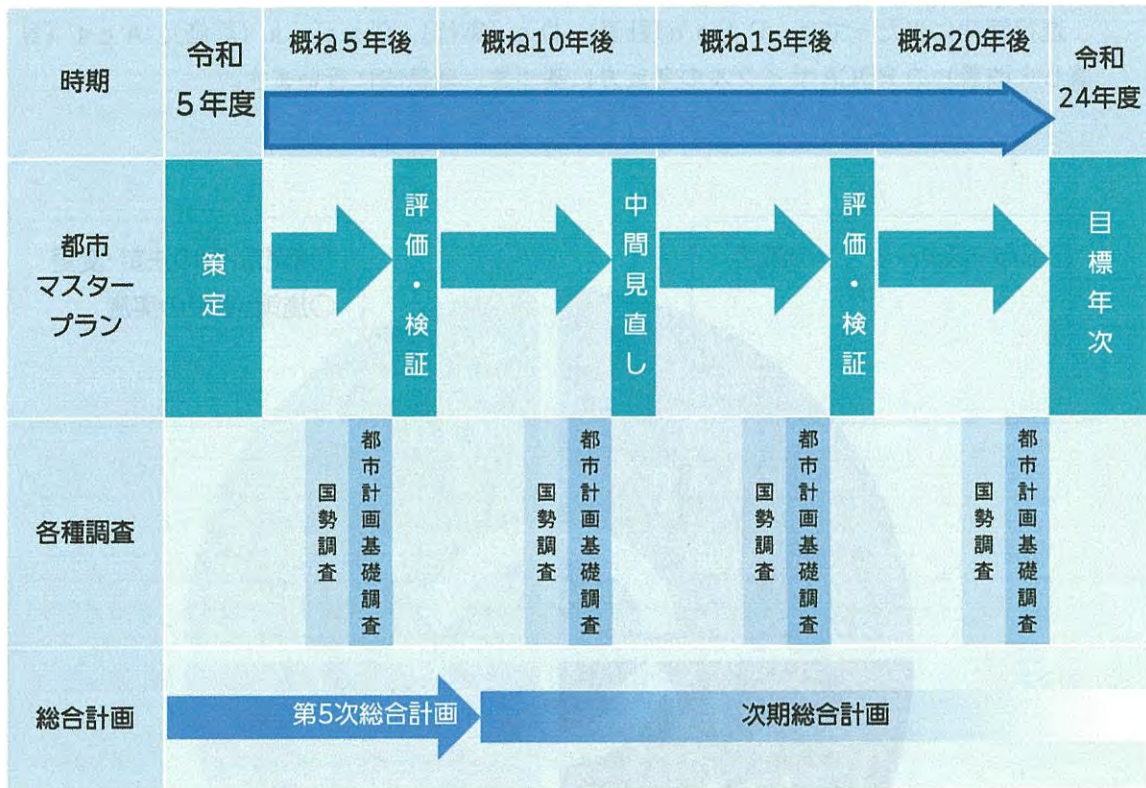 時期
令和
5年度
概ね5年後
概ね10年後
概ね15年後
概ね20年後
令和
24年度
都市
マスター
プラン
策定
評価・検証
中間見直し
評価・検証
目標年次
各種調査
国勢調査
都市計画基礎調査
国勢調査
都市計画基礎調査
国勢調査
都市計画基礎調査
国勢調査
都市計画基礎調査
総合計画
第5次総合計画
次期総合計画